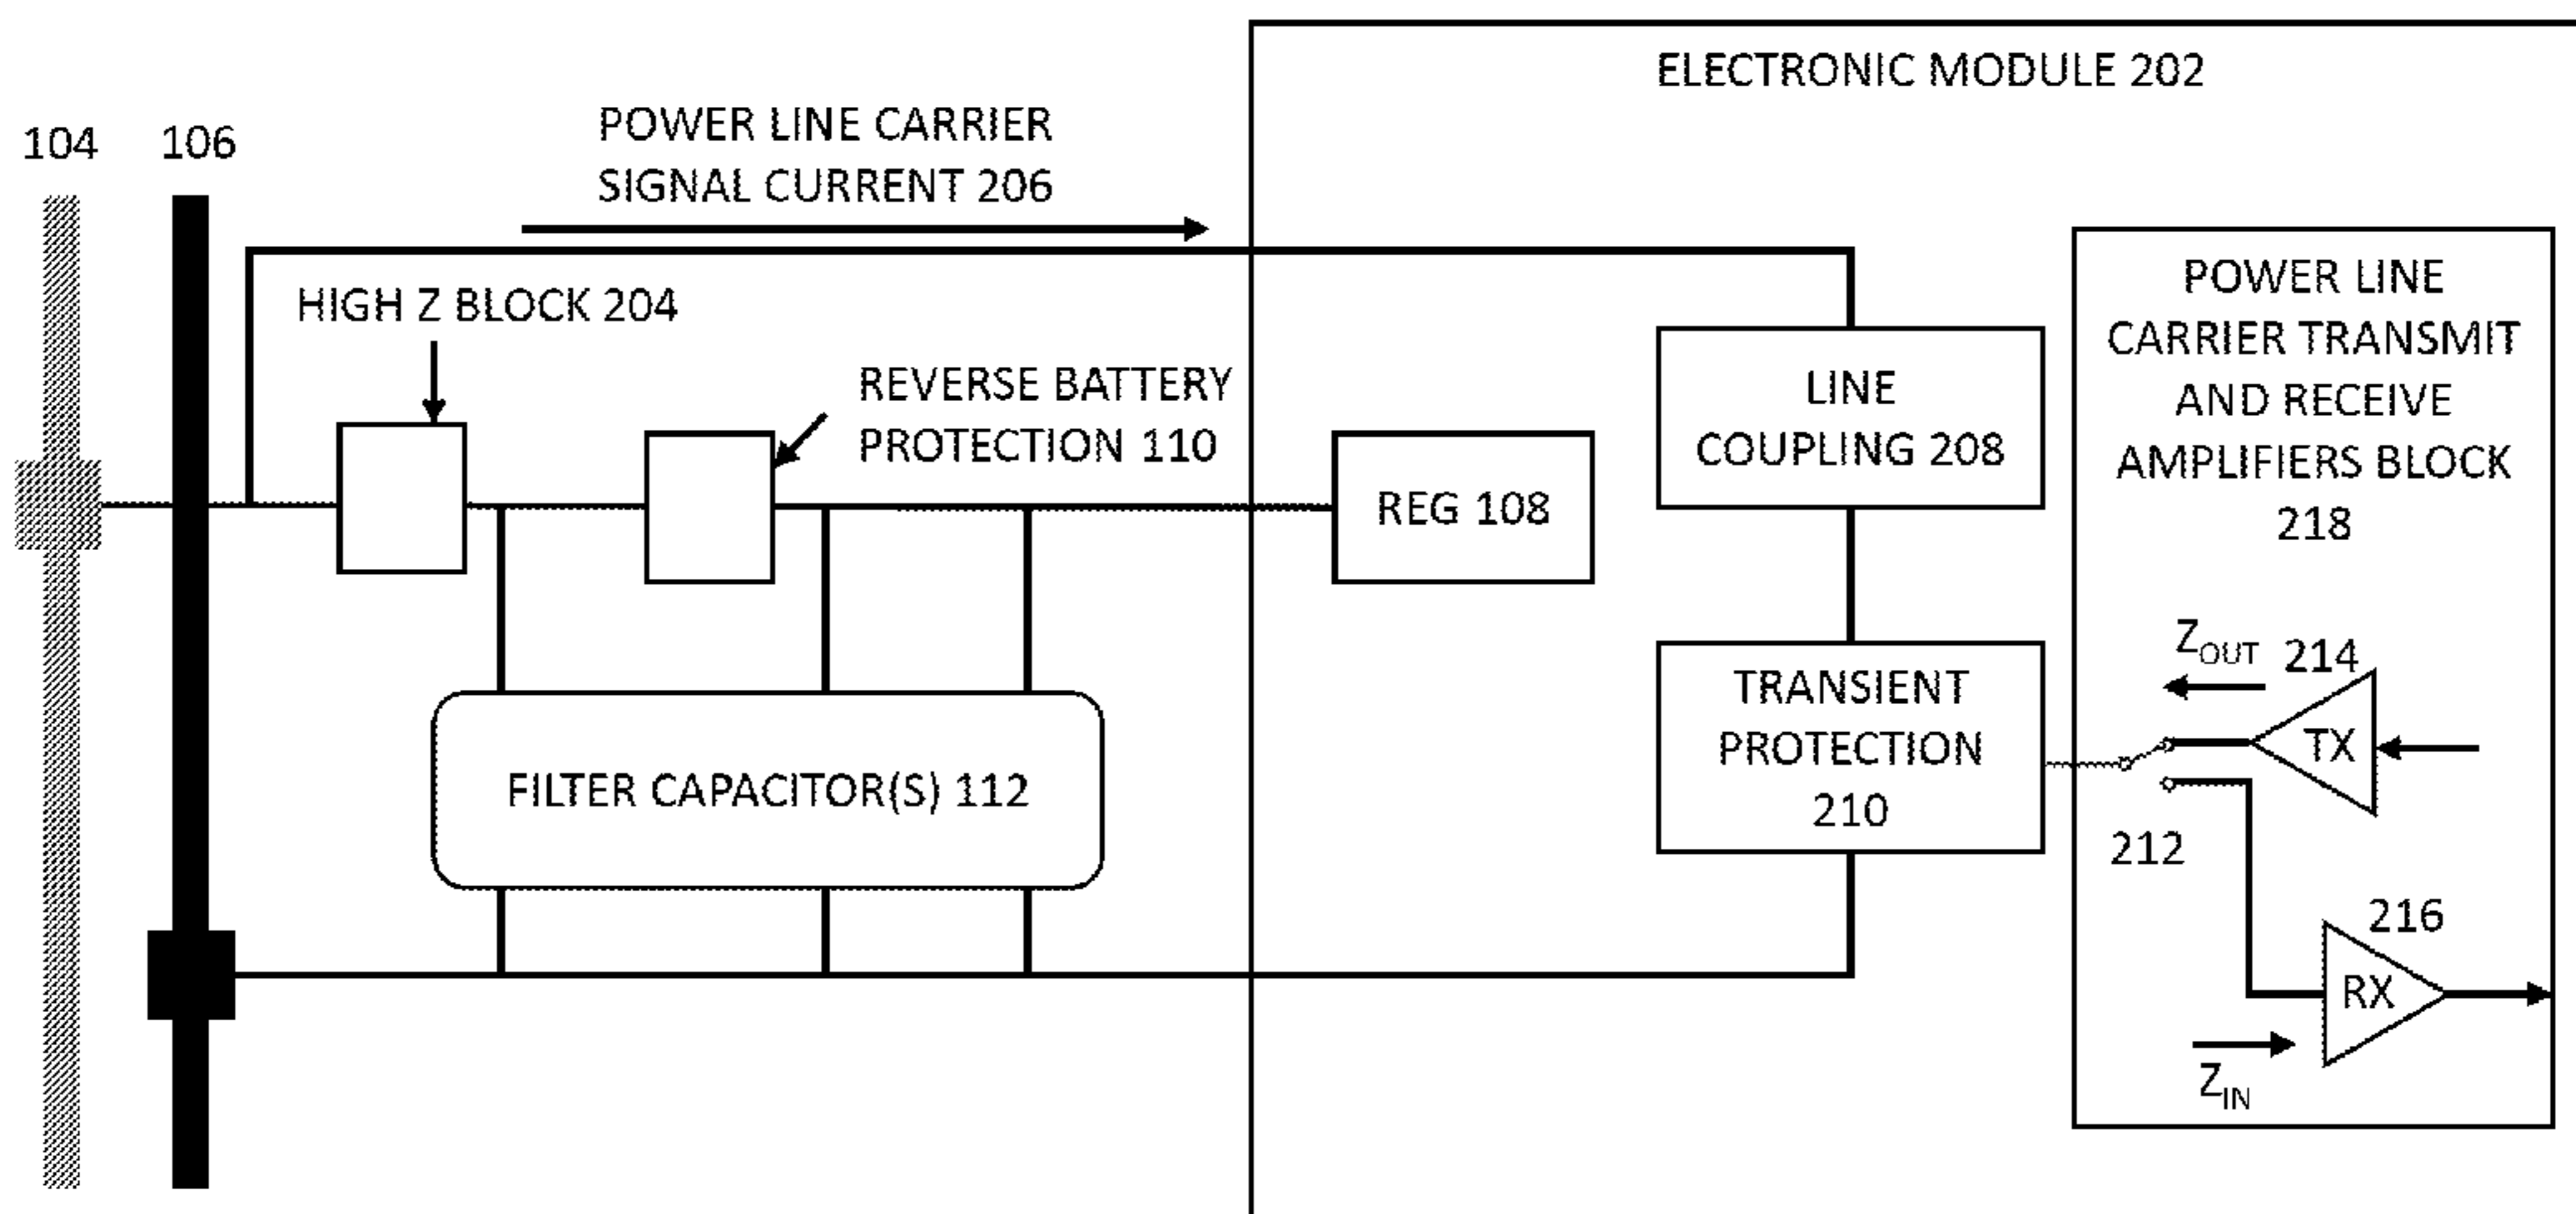 ELECTRONIC MODULE 202
104
106
POWER LINE CARRIER
SIGNAL CURRENT 206
HIGH Z BLOCK 204
REVERSE BATTERY
PROTECTION 110
REG 108
LINE
COUPLING 208
POWER LINE
CARRIER TRANSMIT
AND RECEIVE
AMPLIFIERS BLOCK
218
FILTER CAPACITOR(S) 112
TRANSIENT
PROTECTION
210
ZOUT
214
TX
212
216
RX
ZIN